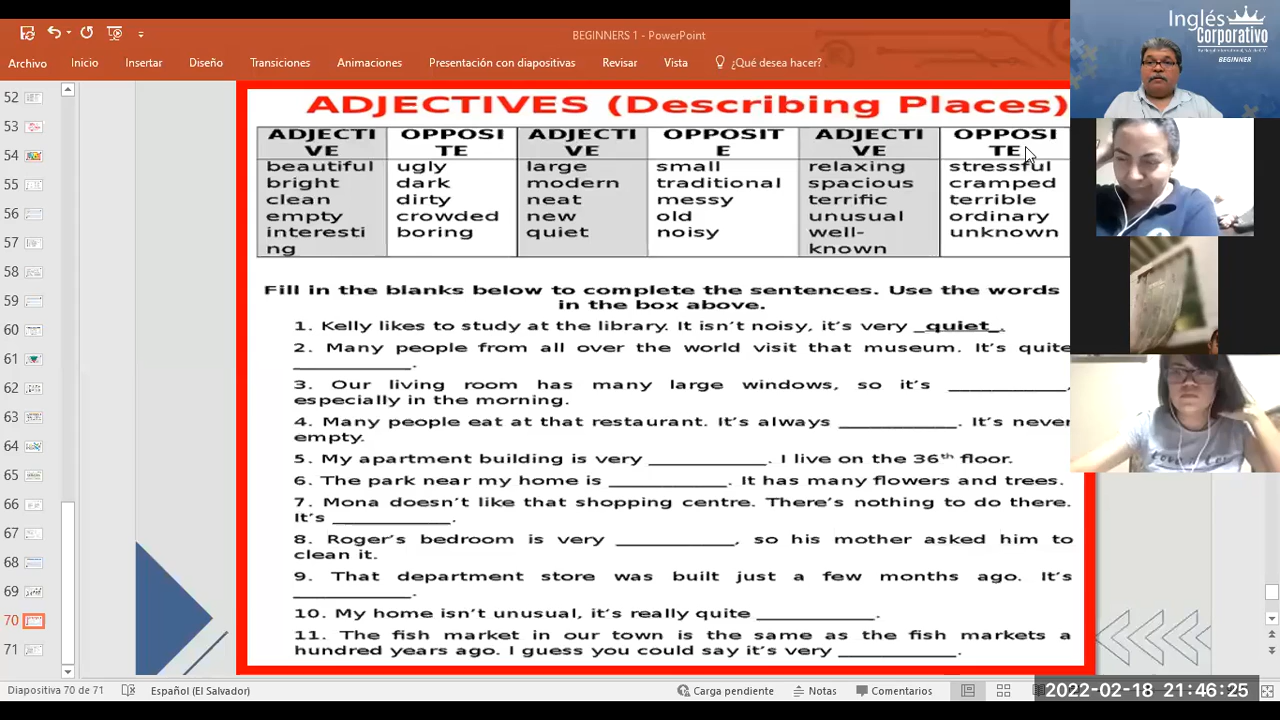 BEGINNERS 1 - PowerPoint
Archivo Inicio Insertar Diseño Transiciones Animaciones Presentación con diapositivas Revisar Vista ¿Qué desea hacer?
Inglés
Corporativo
BEGINNER
52
53
54
55
56
57
58
59
60
61
62
63
64
65
66
67
68
69
70
71
ADJECTIVES (Describing Places)
ADJECTI OPPOSI ADJECTI OPPOSIT ADJECTI OPPOSI
VE TE VE E VE TE
beautiful ugly large small relaxing stressful
bright dark modern traditional spacious cramped
clean dirty neat messy terrific terrible
empty crowded new old unusual ordinary
interesti boring quiet noisy well- unknown
ng known
Fill in the blanks below to complete the sentences. Use the words
in the box above.
1. Kelly likes to study at the library. It isn't noisy, it's very _quiet_.
2. Many people from all over the world visit that museum. It's quite
____________.
3. Our living room has many large windows, so it's ____________,
especially in the morning.
4. Many people eat at that restaurant. It's always ____________. It's never
empty.
5. My apartment building is very ____________. I live on the 36th floor.
6. The park near my home is ____________. It has many flowers and trees.
7. Mona doesn't like that shopping centre. There's nothing to do there.
It's ____________.
8. Roger's bedroom is very ____________, so his mother asked him to
clean it.
9. That department store was built just a few months ago. It's
____________.
10. My home isn't unusual, it's really quite ____________.
11. The fish market in our town is the same as the fish markets a
hundred years ago. I guess you could say it's very ____________.
Diapositiva 70 de 71 Español (El Salvador) Carga pendiente Notas Comentarios
2022-02-18 21:46:25